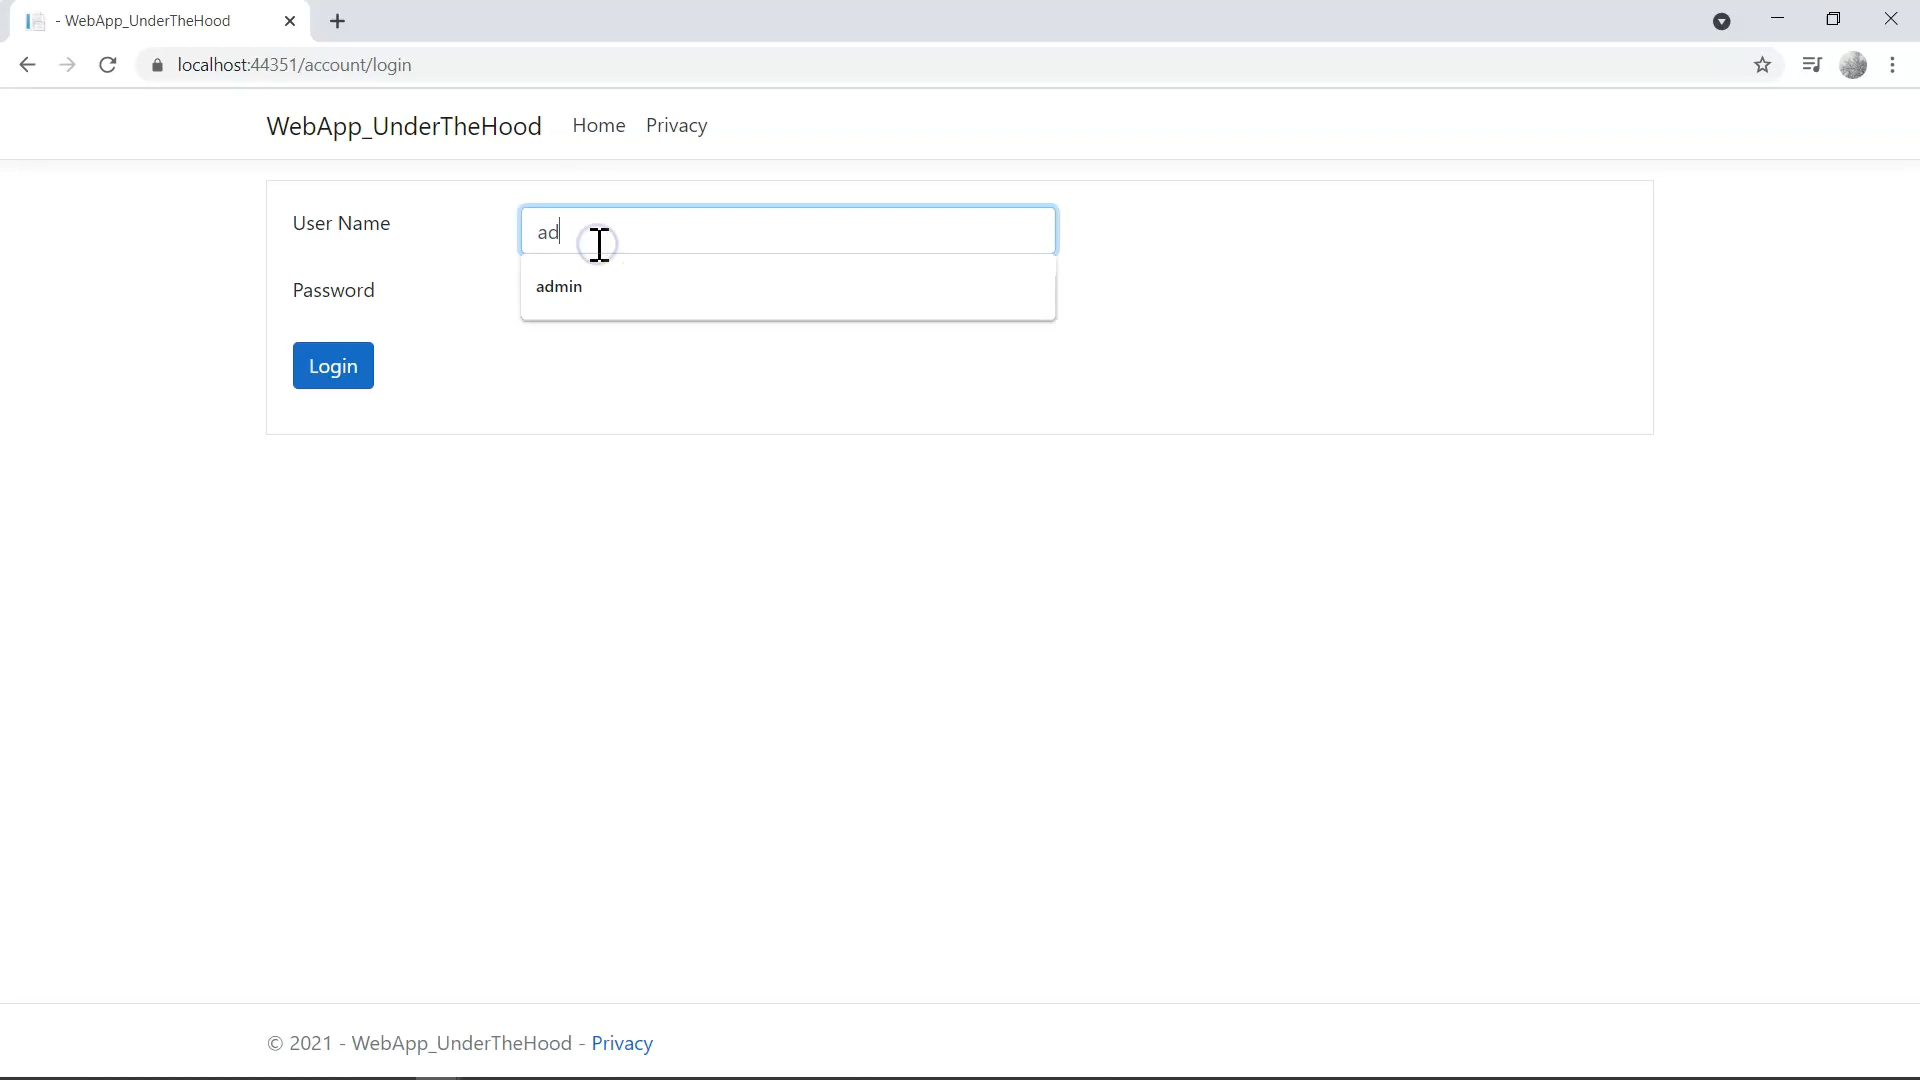 - WebApp_UnderTheHood
localhost:44351/account/login
WebApp_UnderTheHood Home Privacy
User Name ad
admin
Password
Login
© 2021 - WebApp_UnderTheHood - Privacy